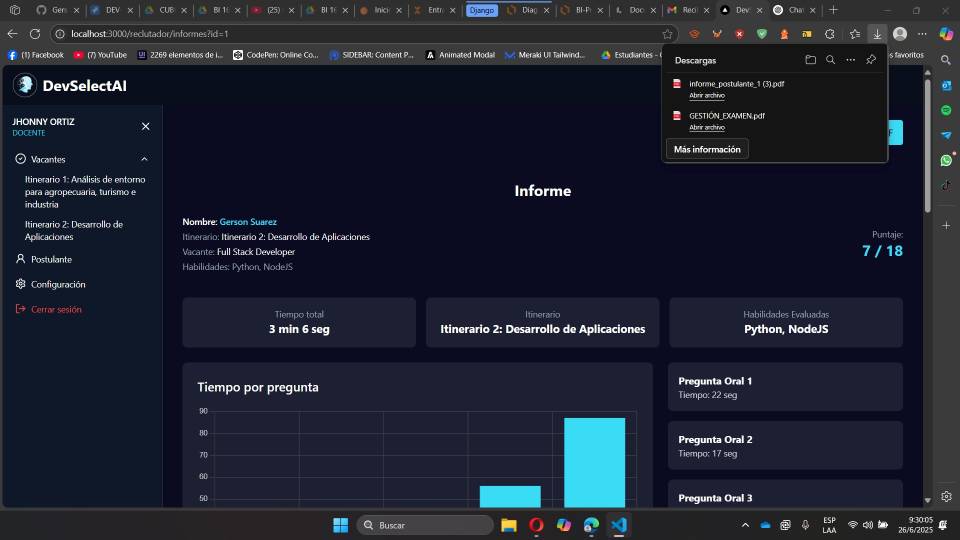 Gers
DEV
CUB
BI 1
(25)
BI 1
Inicio
Entra
Django
Diag
BI-P
Doc
Red
Dev
Chat
localhost:3000/reclutador/informes?id=1
(1) Facebook
(7) YouTube
2269 elementos de i...
CodePen: Online Co...
SIDEBAR: Content P...
Animated Modal
Meraki UI Tailwind...
Estudiantes -
s favoritos
Descargas
informe_postulante_1 (3).pdf
Abrir archivo
GESTIÓN_EXAMEN.pdf
Abrir archivo
Más información
DevSelectAI
JHONNY ORTIZ
DOCENTE
Vacantes
Itinerario 1: Análisis de entorno
para agropecuaria, turismo e
industria
Itinerario 2: Desarrollo de
Aplicaciones
Postulante
Configuración
Cerrar sesión
F
Informe
Nombre: Gerson Suarez
Itinerario: Itinerario 2: Desarrollo de Aplicaciones
Vacante: Full Stack Developer
Habilidades: Python, NodeJS
Puntaje:
7 / 18
Tiempo total
3 min 6 seg
Itinerario
Itinerario 2: Desarrollo de Aplicaciones
Habilidades Evaluadas
Python, NodeJS
Tiempo por pregunta
90
80
70
60
50
Pregunta Oral 1
Tiempo: 22 seg
Pregunta Oral 2
Tiempo: 17 seg
Pregunta Oral 3
Buscar
ESP
LAA
9:30:05
26/6/2025